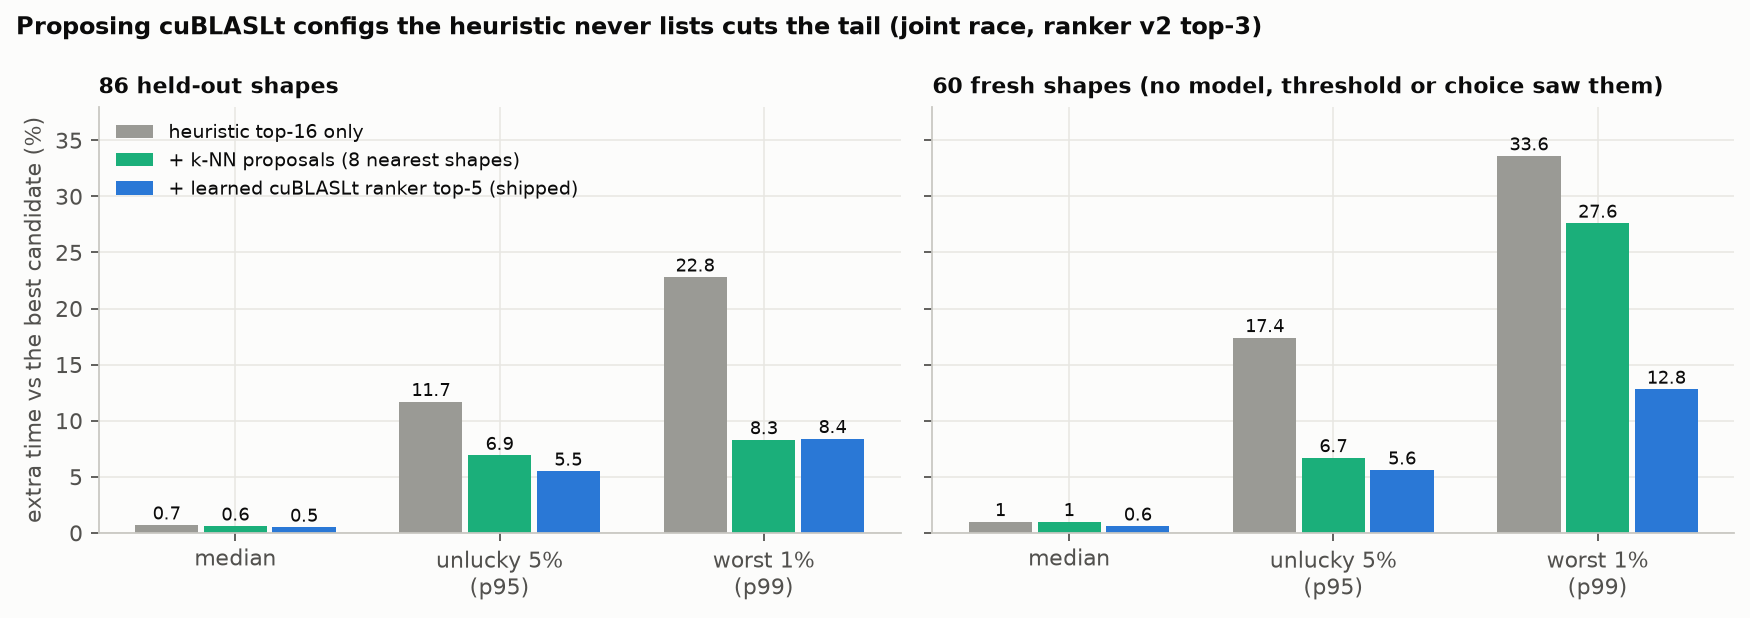 Proposing cuBLASLt configs the heuristic never lists cuts the tail (joint race, ranker v2 top-3)
86 held-out shapes
extra time vs the best candidate (%)
35
30
25
20
15
10
5
0
heuristic top-16 only
+ k-NN proposals (8 nearest shapes)
+ learned cuBLASLt ranker top-5 (shipped)
0.7
0.6
0.5
11.7
6.9
5.5
22.8
8.3
8.4
median
unlucky 5%
(p95)
worst 1%
(p99)
60 fresh shapes (no model, threshold or choice saw them)
1
1
0.6
17.4
6.7
5.6
33.6
27.6
12.8
median
unlucky 5%
(p95)
worst 1%
(p99)